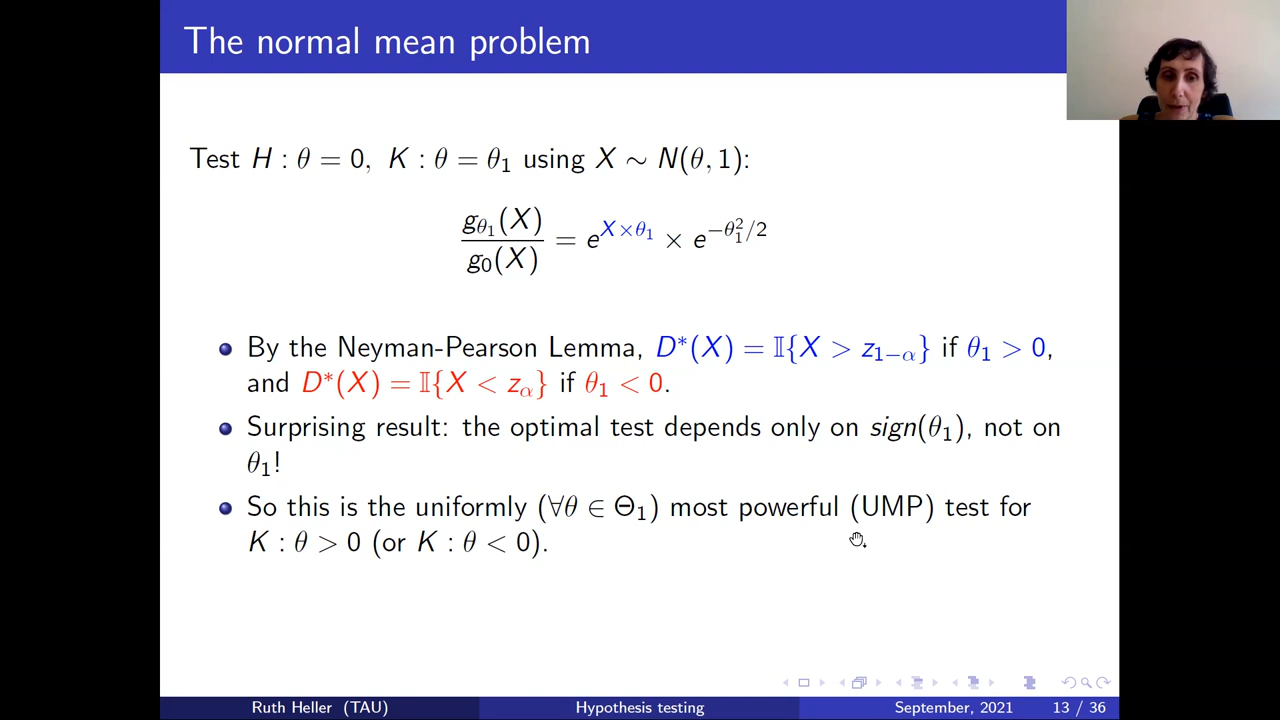 The normal mean problem
Test H : θ = 0, K : θ = θ₁ using X ∼ N(θ, 1):
g_θ₁(X) / g₀(X) = e^{X×θ₁} × e^{−θ₁²/2}
By the Neyman-Pearson Lemma, D*(X) = 𝕀{X > z_{1−α}} if θ₁ > 0,
and D*(X) = 𝕀{X < z_α} if θ₁ < 0.
Surprising result: the optimal test depends only on sign(θ₁), not on
θ₁!
So this is the uniformly (∀θ ∈ Θ₁) most powerful (UMP) test for
K : θ > 0 (or K : θ < 0).
Ruth Heller (TAU) Hypothesis testing September, 2021 13 / 36